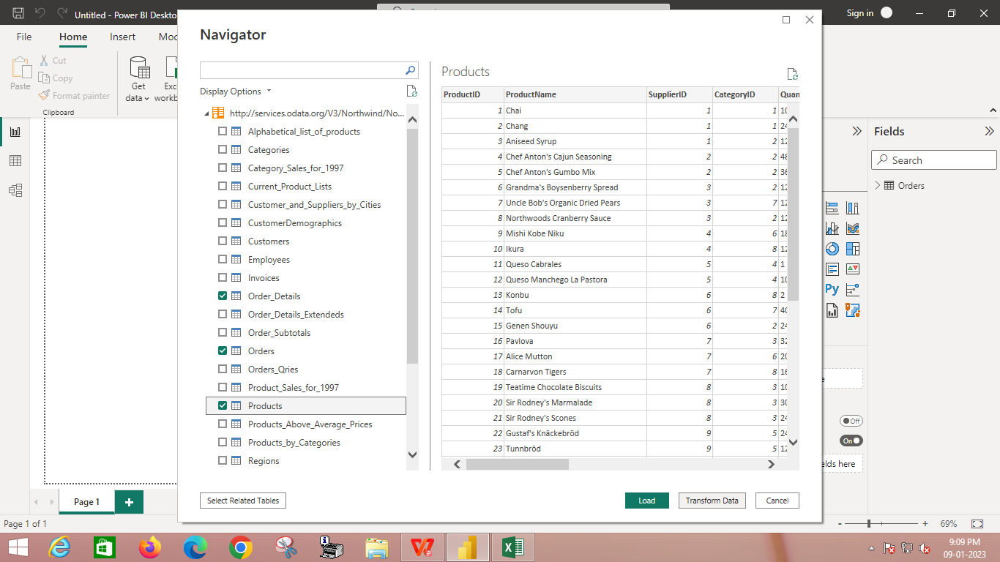 Untitled - Power BI Deskto
Sign in
File
Home
Insert
Mod
Paste
Cut
Copy
Format painter
Clipboard
Get
data
Exc
workb
Navigator
Display Options
http://services.odata.org/V3/Northwind/No...
Alphabetical_list_of_products
Categories
Category_Sales_for_1997
Current_Product_Lists
Customer_and_Suppliers_by_Cities
CustomerDemographics
Customers
Employees
Invoices
Order_Details
Order_Details_Extendeds
Order_Subtotals
Orders
Orders_Qries
Product_Sales_for_1997
Products
Products_Above_Average_Prices
Products_by_Categories
Regions
Products
ProductID ProductName SupplierID CategoryID Quan
1 Chai 1 1 10
2 Chang 1 1 24
3 Aniseed Syrup 1 2 12
4 Chef Anton's Cajun Seasoning 2 2 48
5 Chef Anton's Gumbo Mix 2 2 36
6 Grandma's Boysenberry Spread 3 2 12
7 Uncle Bob's Organic Dried Pears 3 7 12
8 Northwoods Cranberry Sauce 3 2 12
9 Mishi Kobe Niku 4 6 18
10 Ikura 4 8 12
11 Queso Cabrales 5 4 1
12 Queso Manchego La Pastora 5 4 10
13 Konbu 6 8 2
14 Tofu 6 7 40
15 Genen Shouyu 6 2 24
16 Pavlova 7 3 32
17 Alice Mutton 7 6 20
18 Carnarvon Tigers 7 8 16
19 Teatime Chocolate Biscuits 8 3 10
20 Sir Rodney's Marmalade 8 3 30
21 Sir Rodney's Scones 8 3 24
22 Gustaf's Knäckebröd 9 5 24
23 Tunnbröd 9 5 12
Select Related Tables
Load
Transform Data
Cancel
Fields
Search
Orders
Py
e
Off
On
elds here
Page 1
Page 1 of 1
- + 69%
9:09 PM
09-01-2023